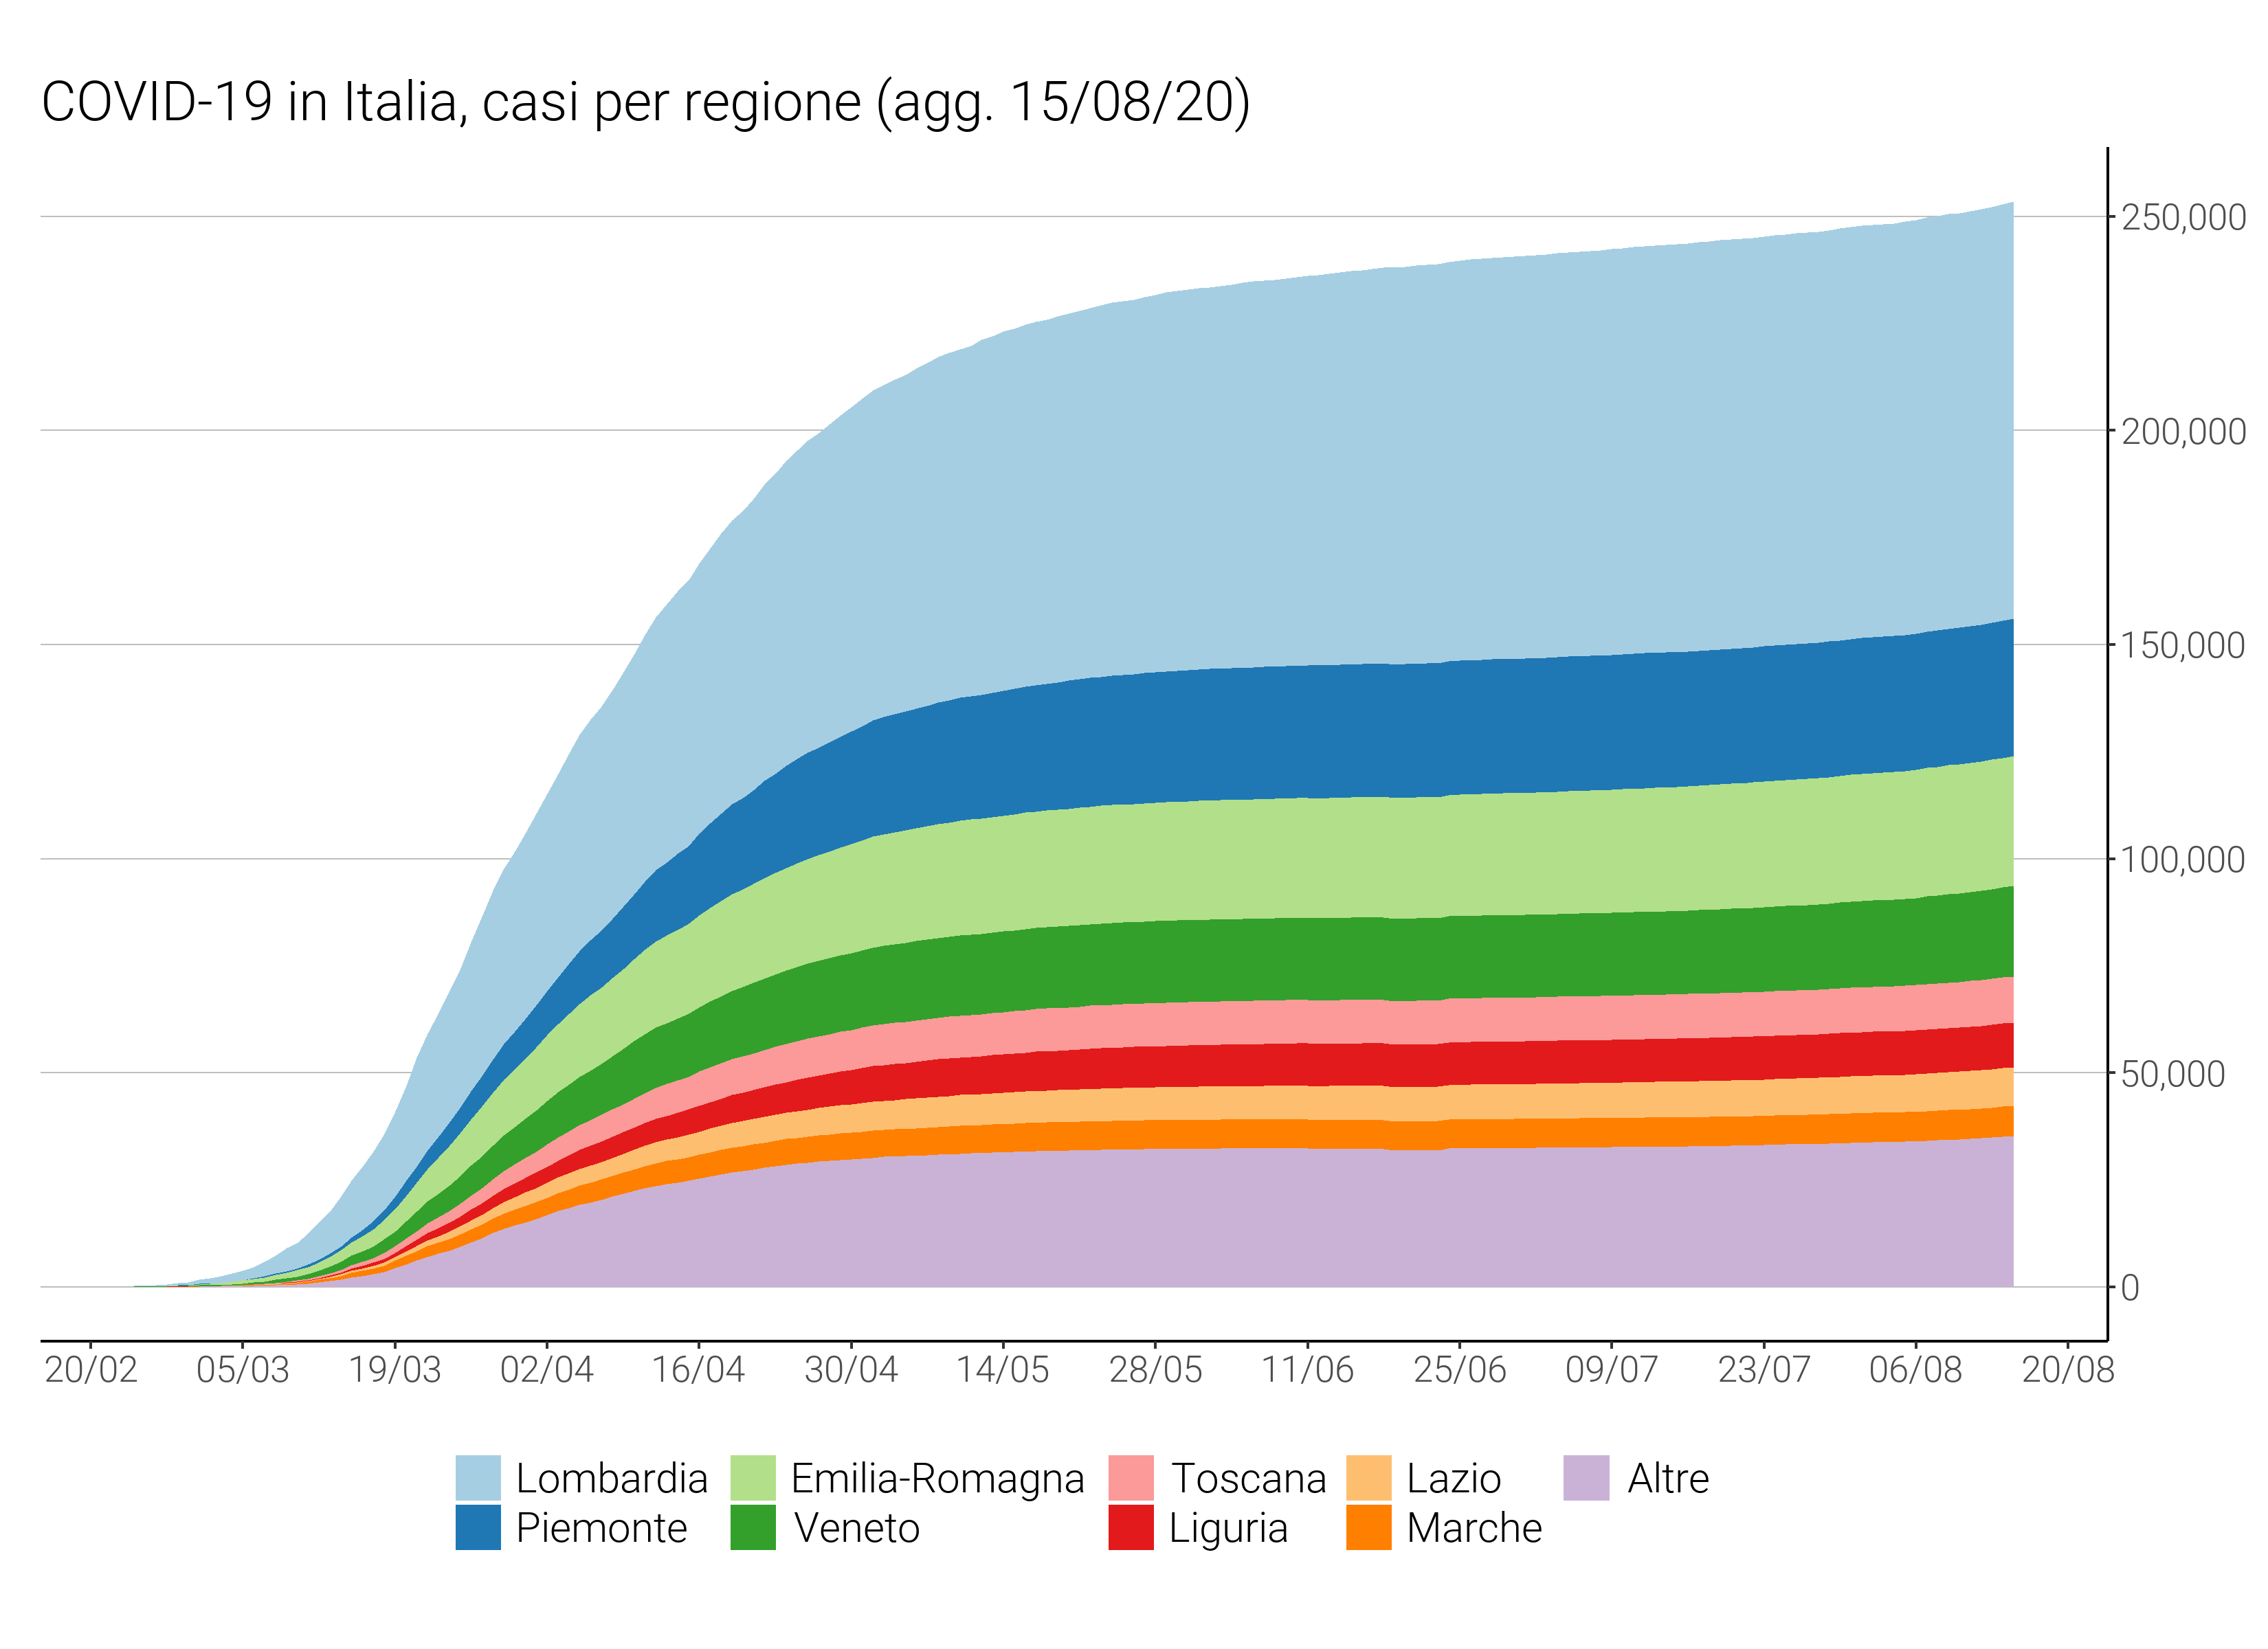 COVID-19 in Italia, casi per regione (agg. 15/08/20)
250,000
200,000
150,000
100,000
50,000
0
20/02 05/03 19/03 02/04 16/04 30/04 14/05 28/05 11/06 25/06 09/07 23/07 06/08 20/08
Lombardia Emilia-Romagna Toscana Lazio Altre
Piemonte Veneto Liguria Marche